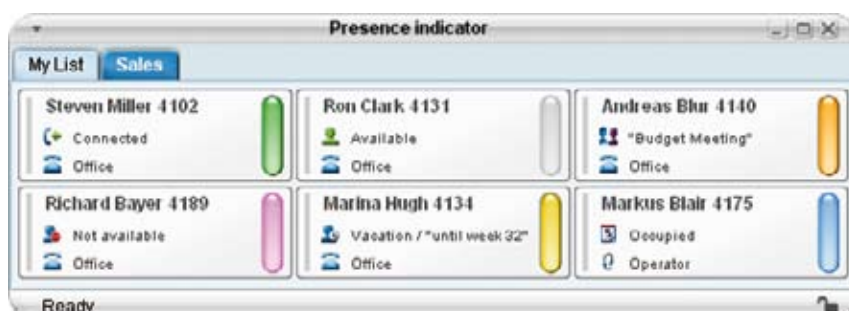 Presence indicator
My List Sales
Steven Miller 4102
Connected
Office
Ron Clark 4131
Available
Office
Andreas Blur 4140
"Budget Meeting"
Office
Richard Bayer 4189
Not available
Office
Marina Hugh 4134
Vacation / "until week 32"
Office
Markus Blair 4175
Occupied
Operator
Ready